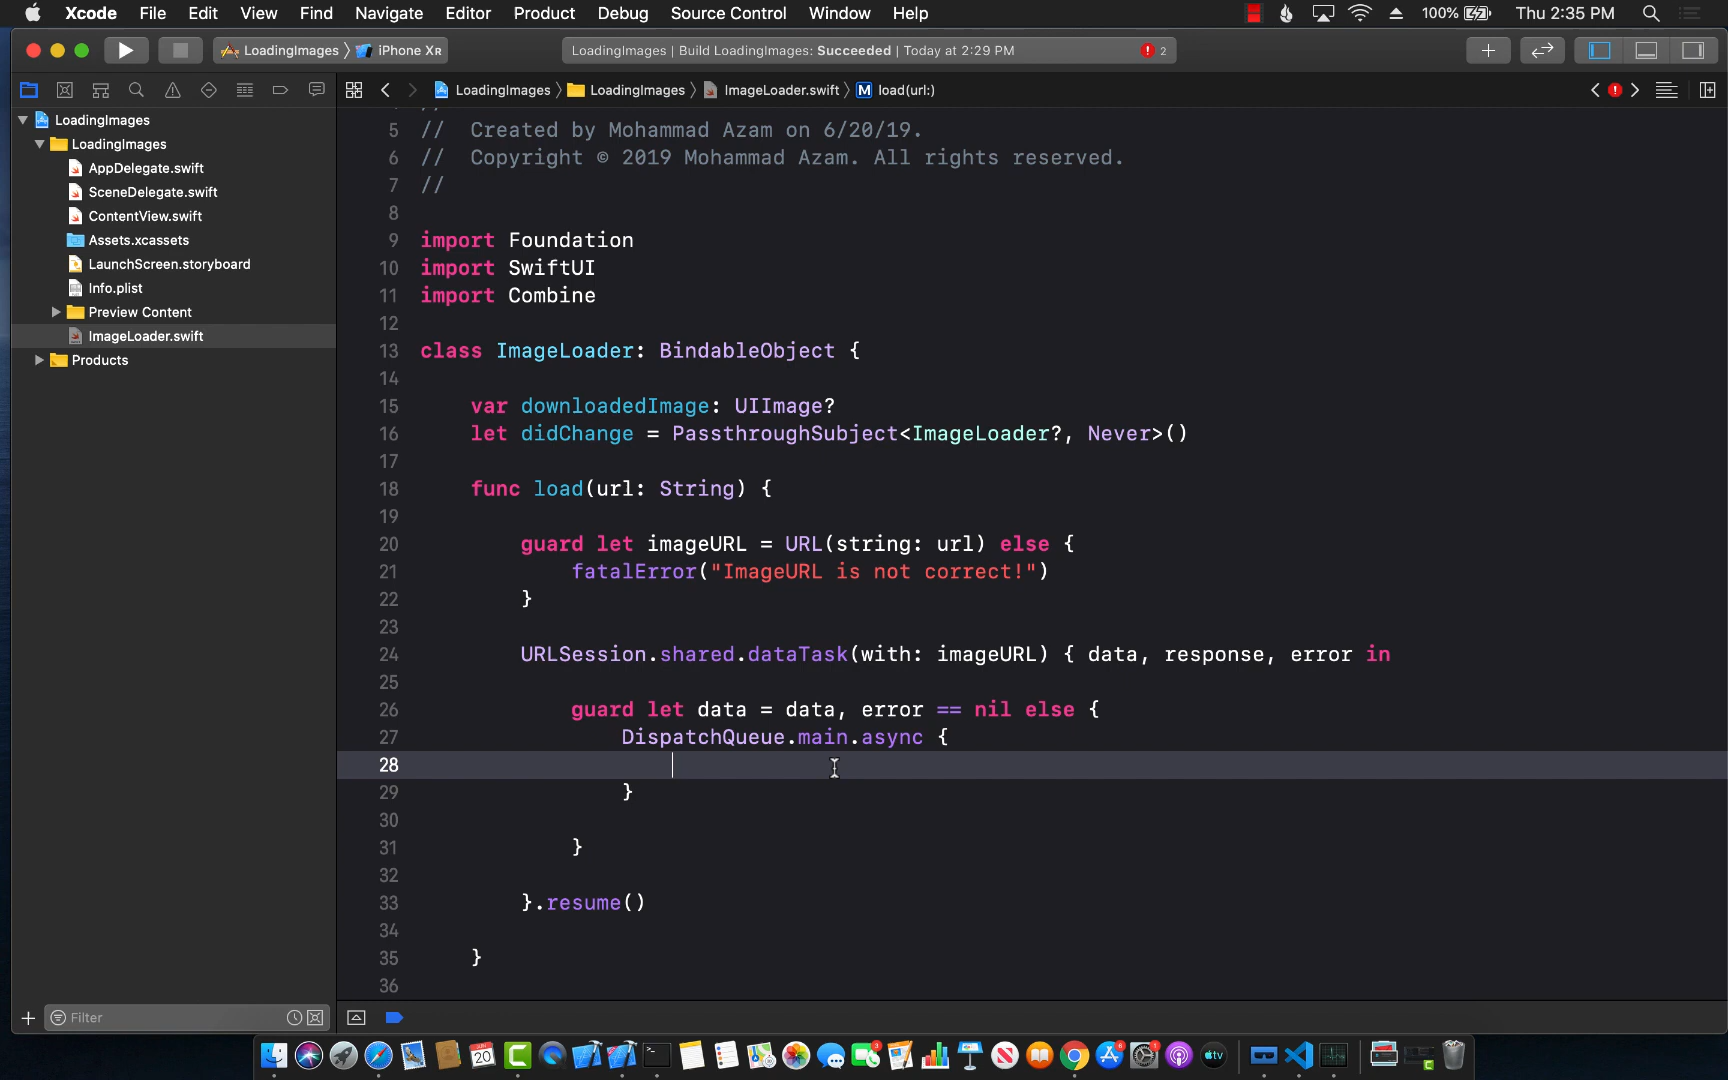 Xcode File Edit View Find Navigate Editor Product Debug Source Control Window Help 100% Thu 2:35 PM
LoadingImages iPhone XR LoadingImages | Build LoadingImages: Succeeded | Today at 2:29 PM 2
LoadingImages LoadingImages ImageLoader.swift M load(url:)
LoadingImages
LoadingImages
AppDelegate.swift
SceneDelegate.swift
ContentView.swift
Assets.xcassets
LaunchScreen.storyboard
Info.plist
Preview Content
ImageLoader.swift
Products
Filter
5 // Created by Mohammad Azam on 6/20/19.
6 // Copyright © 2019 Mohammad Azam. All rights reserved.
7 //
8
9 import Foundation
10 import SwiftUI
11 import Combine
12
13 class ImageLoader: BindableObject {
14
15 var downloadedImage: UIImage?
16 let didChange = PassthroughSubject<ImageLoader?, Never>()
17
18 func load(url: String) {
19
20 guard let imageURL = URL(string: url) else {
21 fatalError("ImageURL is not correct!")
22 }
23
24 URLSession.shared.dataTask(with: imageURL) { data, response, error in
25
26 guard let data = data, error == nil else {
27 DispatchQueue.main.async {
28
29 }
30
31 }
32
33 }.resume()
34
35 }
36